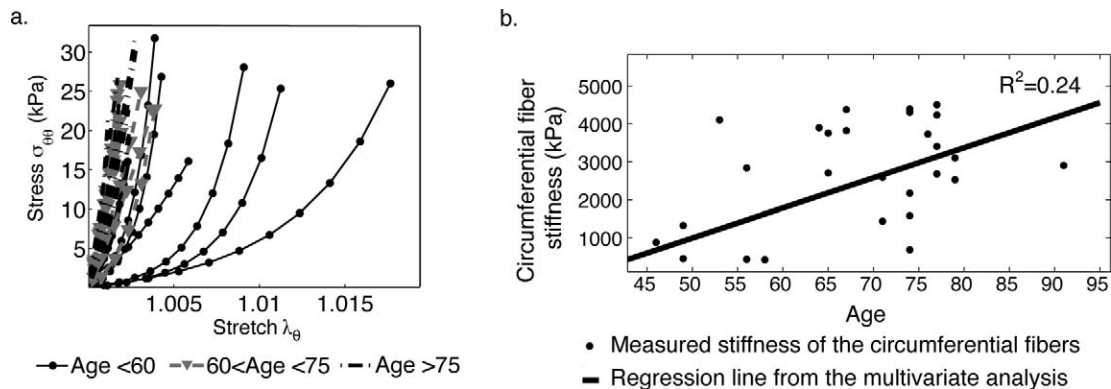 a.
Stress σθθ (kPa)
30
25
20
15
10
5
1.005
1.01
1.015
Stretch λθ
Age <60
60<Age <75
Age >75
b.
Circumferential fiber
stiffness (kPa)
5000
4000
3000
2000
1000
R²=0.24
45 50 55 60 65 70 75 80 85 90 95
Age
Measured stiffness of the circumferential fibers
Regression line from the multivariate analysis